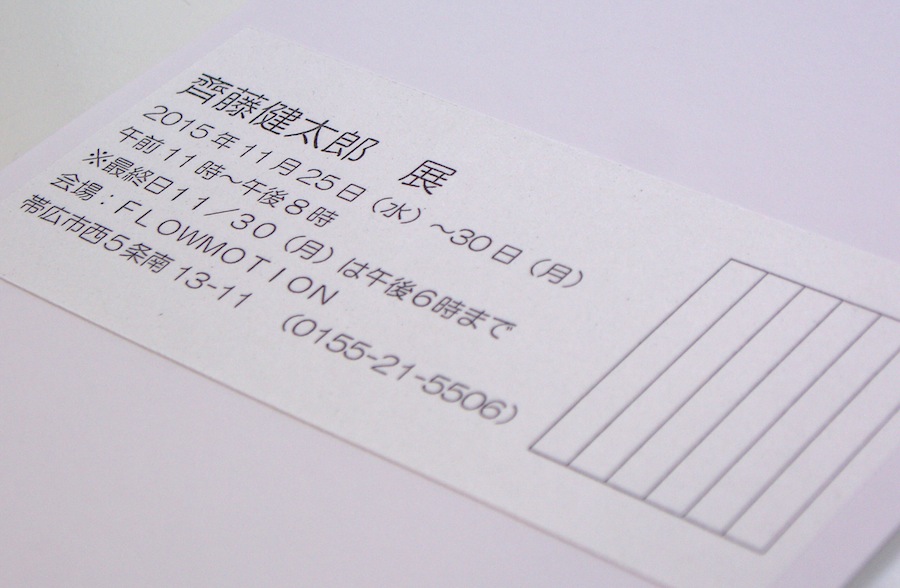 齊藤健太郎　展
2015年11月25日（水）～30日（月）
午前11時～午後8時
※最終日11／30（月）は午後6時まで
会場：ＦＬＯＷＭＯＴＩＯＮ
帯広市西5条南13-11　（0155-21-5506）